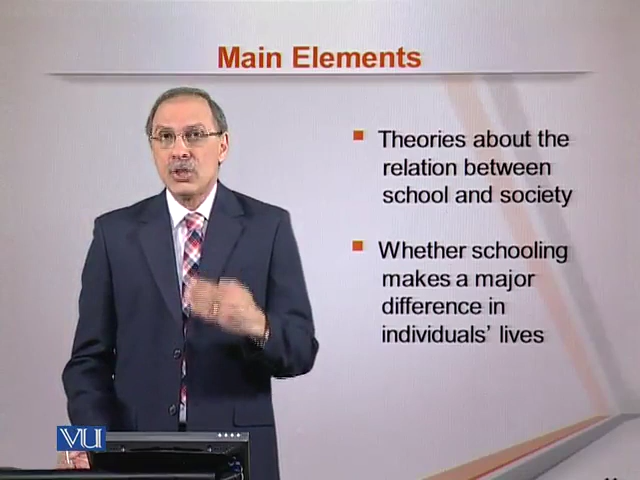 Main Elements
Theories about the
relation between
school and society
Whether schooling
makes a major
difference in
individuals' lives
VU